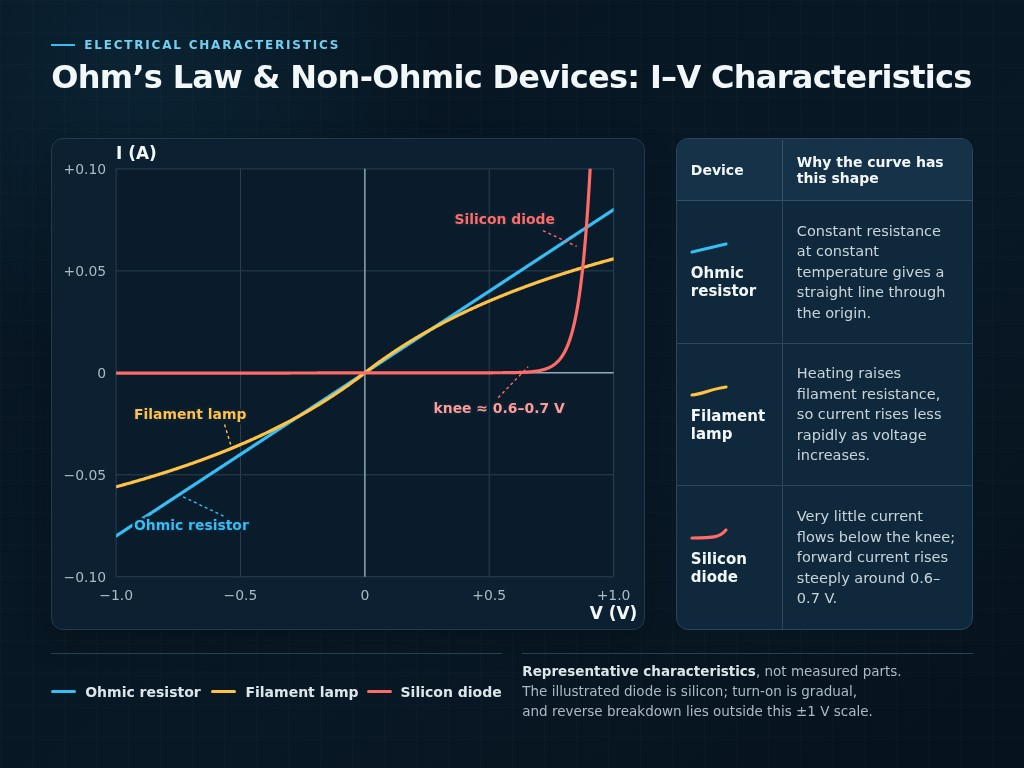 ELECTRICAL CHARACTERISTICS
Ohm’s Law & Non-Ohmic Devices: I–V Characteristics
I (A)
+0.10
+0.05
0
−0.05
−0.10
−1.0
−0.5
0
+0.5
+1.0
V (V)
Silicon diode
knee ≈ 0.6–0.7 V
Filament lamp
Ohmic resistor
Device
Why the curve has
this shape
Ohmic
resistor
Constant resistance
at constant
temperature gives a
straight line through
the origin.
Filament
lamp
Heating raises
filament resistance,
so current rises less
rapidly as voltage
increases.
Silicon
diode
Very little current
flows below the knee;
forward current rises
steeply around 0.6–
0.7 V.
Ohmic resistor
Filament lamp
Silicon diode
Representative characteristics, not measured parts.
The illustrated diode is silicon; turn-on is gradual,
and reverse breakdown lies outside this ±1 V scale.